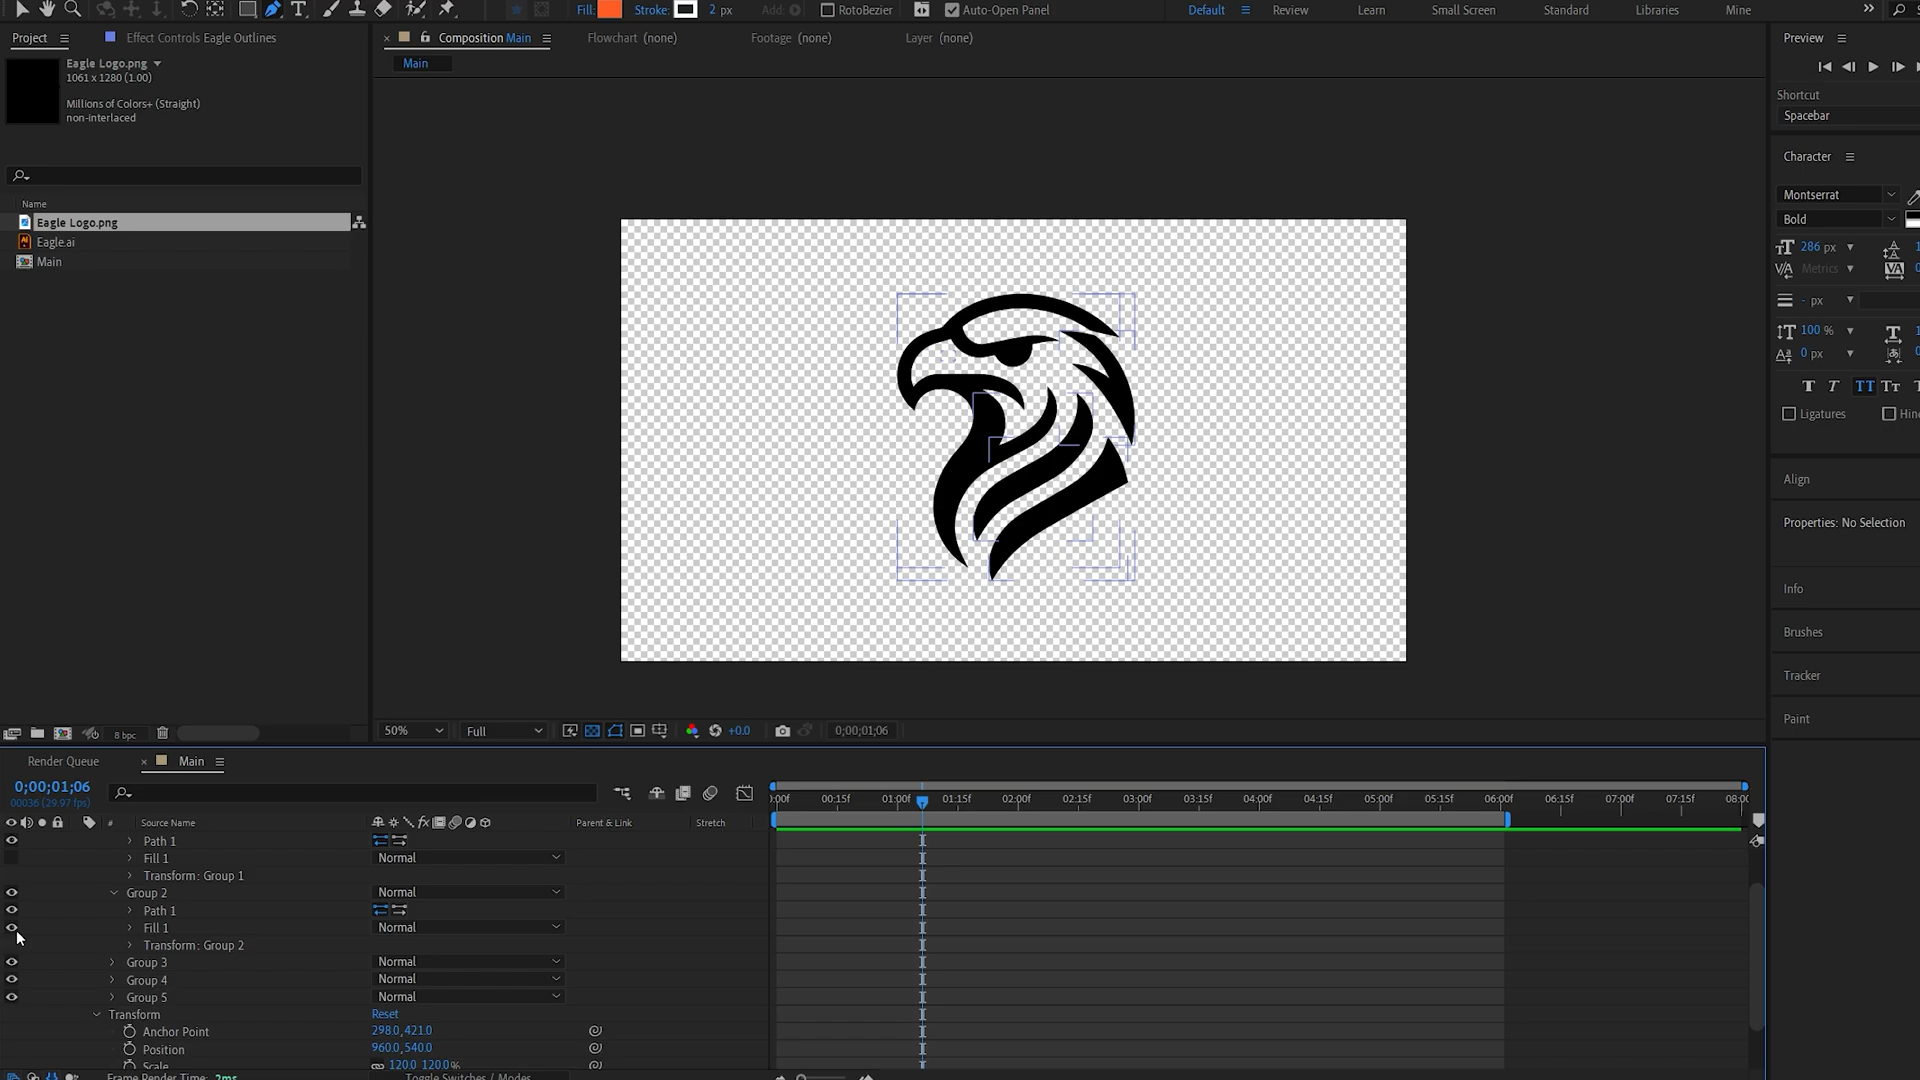 Fill: Stroke: 2 px Add: RotoBezier Auto-Open Panel Default Review Learn Small Screen Standard Libraries Mine
Project Effect Controls Eagle Outlines
Eagle Logo.png
1061 x 1280 (1.00)
Millions of Colors+ (Straight)
non-interlaced
Name
Eagle Logo.png
Eagle.ai
Main
8 bpc
Composition Main Flowchart (none) Footage (none) Layer (none)
Main
50% Full +0.0 0;00;01;06
Preview
Shortcut
Spacebar
Character
Montserrat
Bold
286 px
Metrics
- px
100 %
0 px
T T TT Tt
Ligatures
Align
Properties: No Selection
Info
Brushes
Tracker
Paint
Render Queue Main
0;00;01;06
00036 (29.97 fps)
:00f 00:15f 01:00f 01:15f 02:00f 02:15f 03:00f 03:15f 04:00f 04:15f 05:00f 05:15f 06:00f 06:15f 07:00f 07:15f
# Source Name Parent & Link Stretch
Path 1
Fill 1 Normal
Transform: Group 1
Group 2 Normal
Path 1
Fill 1 Normal
Transform: Group 2
Group 3 Normal
Group 4 Normal
Group 5 Normal
Transform Reset
Anchor Point 298.0,421.0
Position 960.0,540.0
Scale 120.0,120.0%
Frame Render Time: 2ms Toggle Switches / Modes